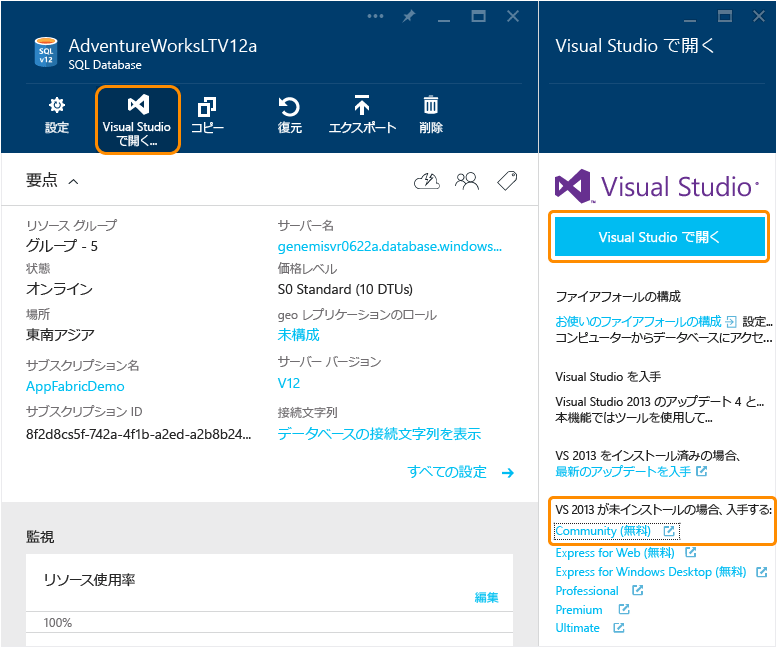 AdventureWorksLTV12a
SQL Database
SQL
v12
設定
Visual Studio
で開く...
コピー
復元
エクスポート
削除
要点
リソース グループ
グループ - 5
状態
オンライン
場所
東南アジア
サブスクリプション名
AppFabricDemo
サブスクリプション ID
8f2d8cs5f-742a-4f1b-a2ed-a2b8b24...
サーバー名
genemisvr0622a.database.windows...
価格レベル
S0 Standard (10 DTUs)
geo レプリケーションのロール
未構成
サーバー バージョン
V12
接続文字列
データベースの接続文字列を表示
すべての設定 →
監視
リソース使用率
編集
100%
Visual Studio で開く
Visual Studio
Visual Studio で開く
ファイアフォールの構成
お使いのファイアフォールの構成 設定...
コンピューターからデータベースにアクセ...
Visual Studio を入手
Visual Studio 2013 のアップデート 4 と...
本機能ではツールを使用して...
VS 2013 をインストール済みの場合、
最新のアップデートを入手
VS 2013 が未インストールの場合、入手する:
Community (無料)
Express for Web (無料)
Express for Windows Desktop (無料)
Professional
Premium
Ultimate